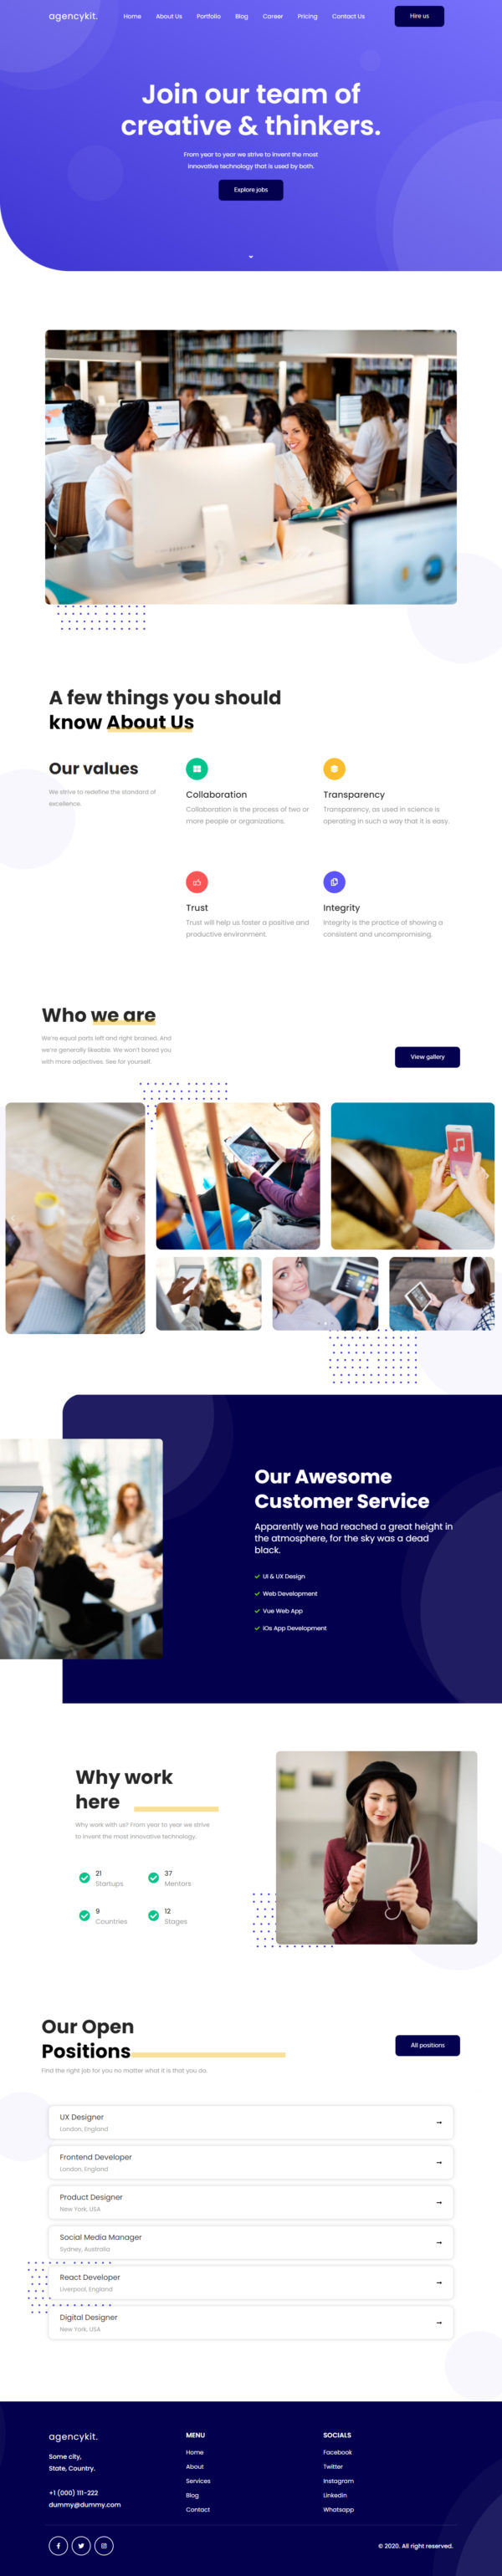 agencykit.
Home About Us Portfolio Blog Career Pricing Contact Us
Hire us
Join our team of
creative & thinkers.
From year to year we strive to invent the most
innovative technology that is used by both.
Explore jobs
A few things you should
know About Us
Our values
We strive to redefine the standard of
excellence.
Collaboration
Collaboration is the process of two or
more people or organizations.
Transparency
Transparency, as used in science is
operating in such a way that it is easy.
Trust
Trust will help us foster a positive and
productive environment.
Integrity
Integrity is the practice of showing a
consistent and uncompromising.
Who we are
We're equal parts left and right brained. And
we're generally likeable. We won't bored you
with more adjectives. See for yourself.
View gallery
Our Awesome
Customer Service
Apparently we had reached a great height in
the atmosphere, for the sky was a dead
black.
UI & UX Design
Web Development
Vue Web App
iOs App Development
Why work
here
Why work with us? From year to year we strive
to invent the most innovative technology.
21
Startups
37
Mentors
9
Countries
12
Stages
Our Open
Positions
Find the right job for you no matter what it is that you do.
All positions
UX Designer
London, England
Frontend Developer
London, England
Product Designer
New York, USA
Social Media Manager
Sydney, Australia
React Developer
Liverpool, England
Digital Designer
New York, USA
agencykit.
Some city,
State, Country.
+1 (000) 111-222
dummy@dummy.com
MENU
Home
About
Services
Blog
Contact
SOCIALS
Facebook
Twitter
Instagram
Linkedin
Whatsapp
© 2020. All right reserved.